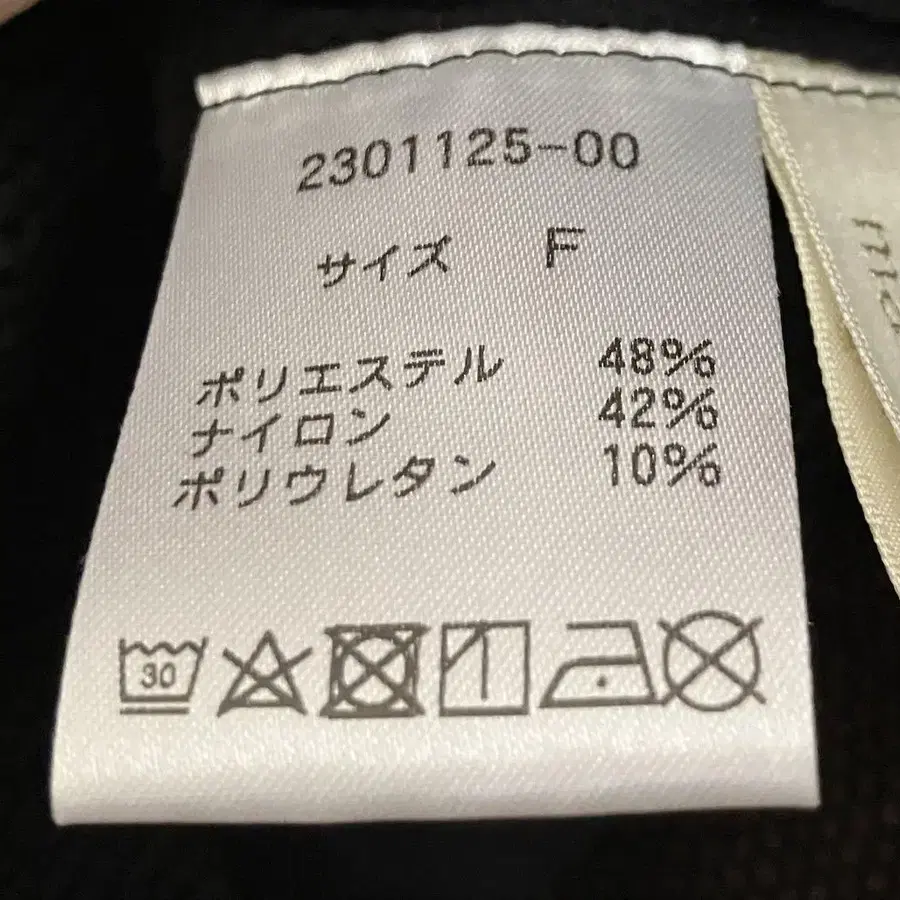 2301125-00
サイズ F
ポリエステル 48%
ナイロン 42%
ポリウレタン 10%
30